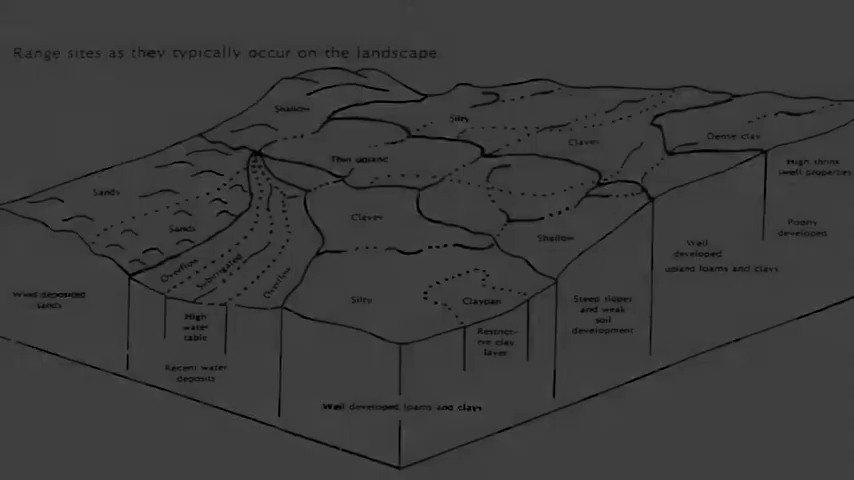 Range sites as they typically occur on the landscape.
Shallow
Silty
Clayey
Dense clay
Thin upland
High shrink
swell properties
Sands
Clayey
Sands
Shallow
Poorly
developed
Well
developed
upland loams and clays
Overflow
Subirrigated
Overflow
Silty
Claypan
Wind deposited
sands
Steep slopes
and weak
soil
development
High
water
table
Restric-
tive clay
layer
Recent water
deposits
Well developed loams and clays